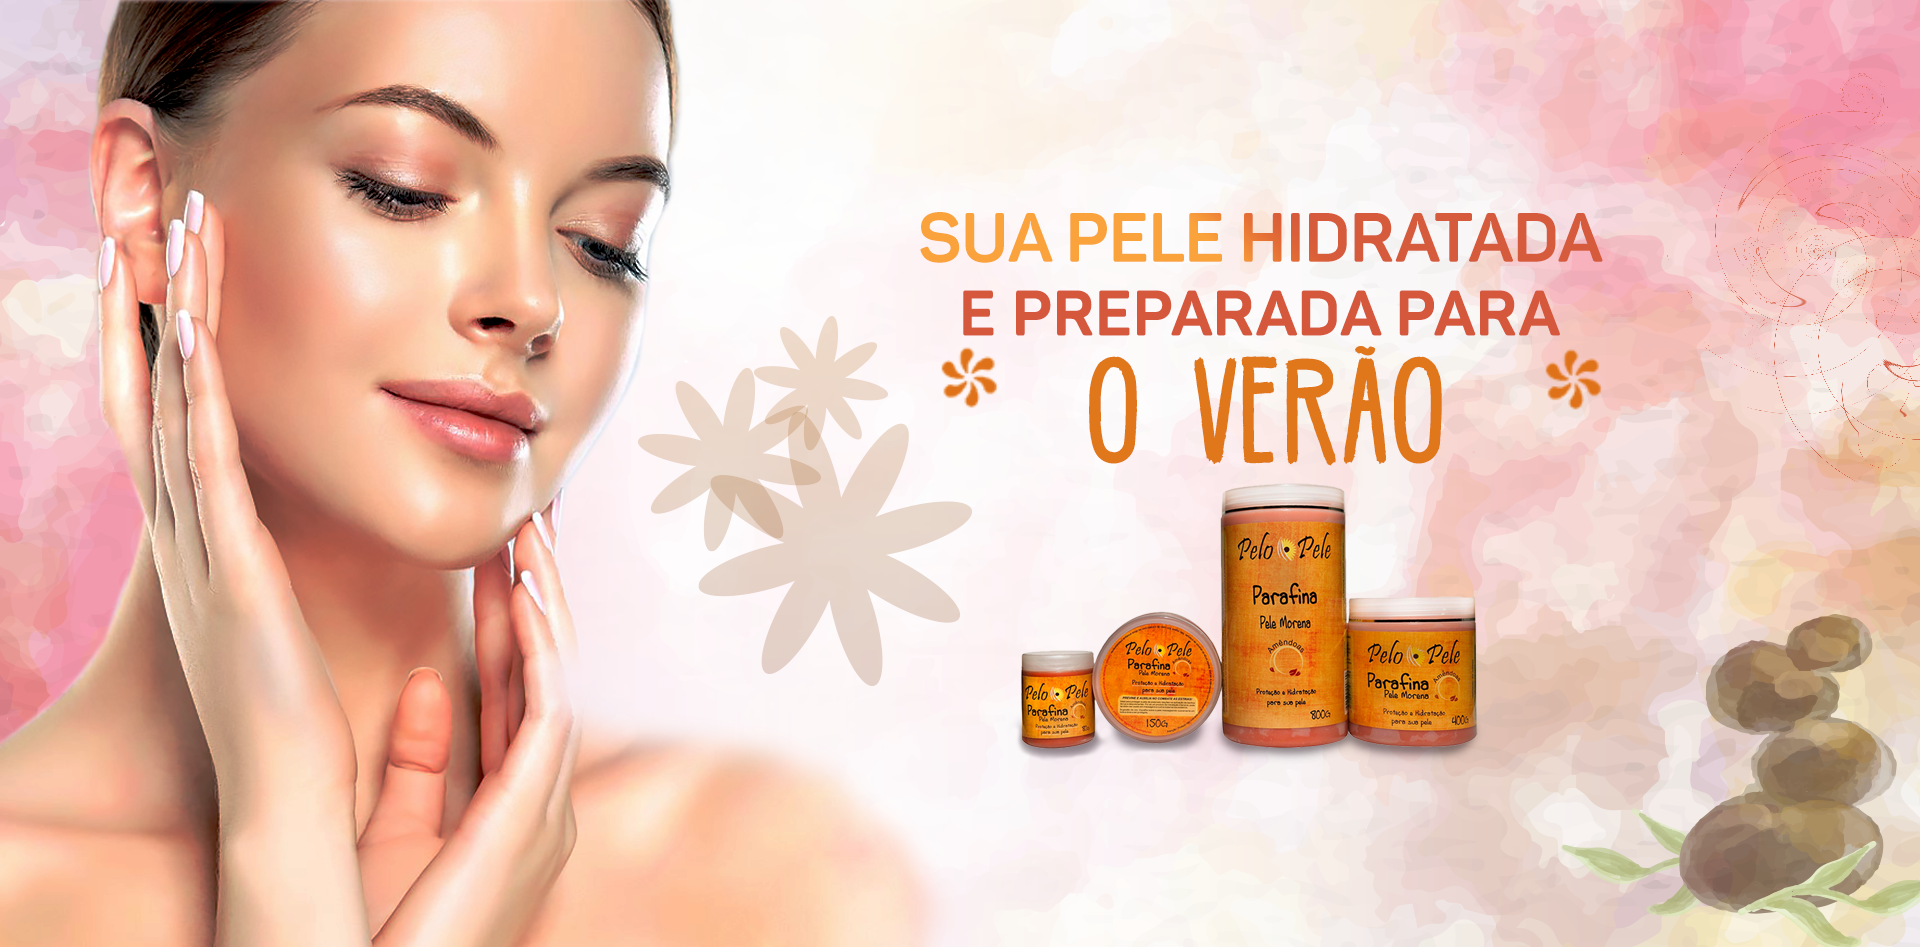 SUA PELE HIDRATADA
E PREPARADA PARA
O VERÃO
Pelo Pele
Parafina
Pele Morena
Amêndoas
Proteção e Hidratação
para sua pele
800G
Pelo Pele
Parafina
Pele Morena
Amêndoas
Proteção e Hidratação
para sua pele
400G
Pelo Pele
Parafina
Pele Morena
Proteção e Hidratação
para sua pele
150G
Pelo Pele
Parafina
Pele Morena
Proteção e Hidratação
para sua pele